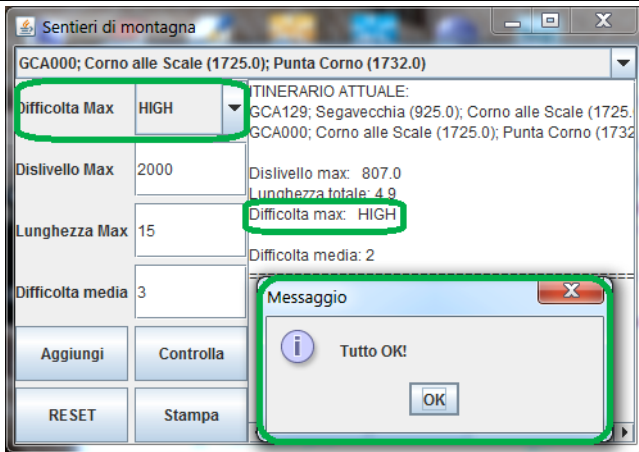 Sentieri di montagna
GCA000; Corno alle Scale (1725.0); Punta Corno (1732.0)
Difficolta Max HIGH
Dislivello Max 2000
Lunghezza Max 15
Difficolta media 3
Aggiungi Controlla
RESET Stampa
ITINERARIO ATTUALE:
GCA129; Segavecchia (925.0); Corno alle Scale (1725.
GCA000; Corno alle Scale (1725.0); Punta Corno (1732
Dislivello max: 807.0
Lunghezza totale: 4.9
Difficolta max: HIGH
Difficolta media: 2
Messaggio
Tutto OK!
OK